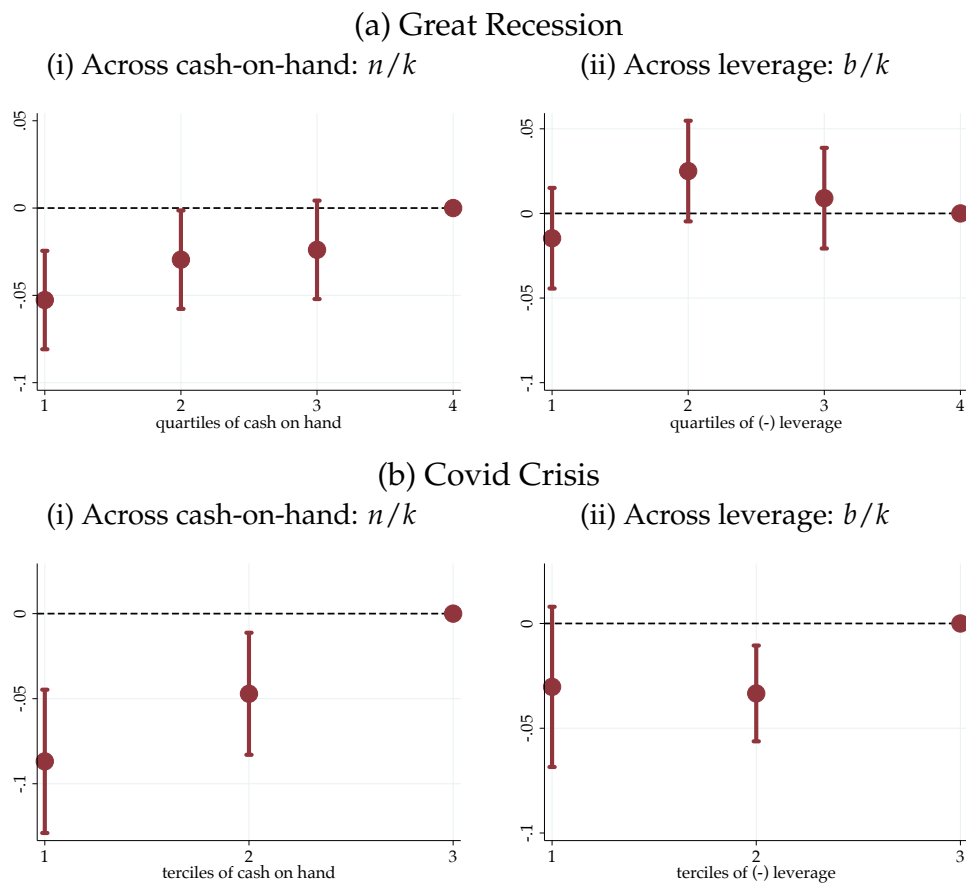 (a) Great Recession
(i) Across cash-on-hand: n/k
(ii) Across leverage: b/k
.05
0
-.05
-.1
1 2 3 4
quartiles of cash on hand
.05
0
-.05
-.1
1 2 3 4
quartiles of (-) leverage
(b) Covid Crisis
(i) Across cash-on-hand: n/k
(ii) Across leverage: b/k
0
-.05
-.1
1 2 3
terciles of cash on hand
0
-.05
-.1
1 2 3
terciles of (-) leverage